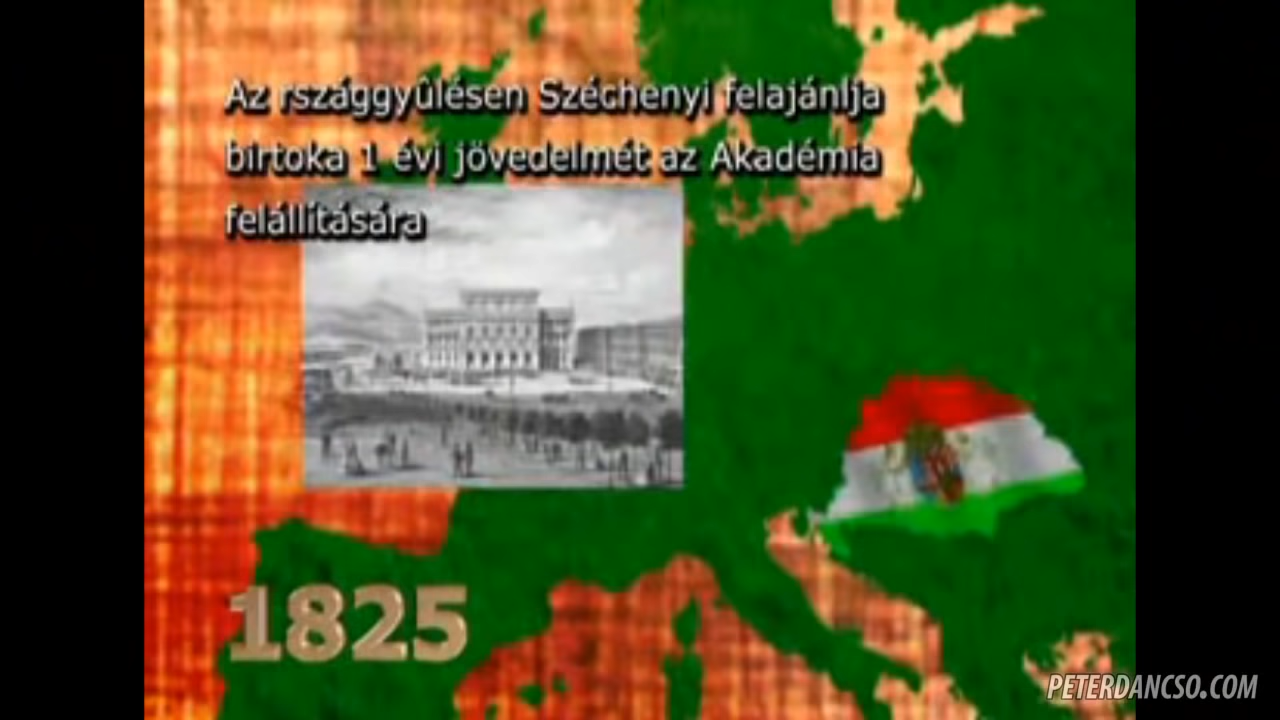 Az rszággyûlésen Széchenyi felajánlja
birtoka 1 évi jövedelmét az Akadémia
felállítására
1825
PETERDANCSO.COM